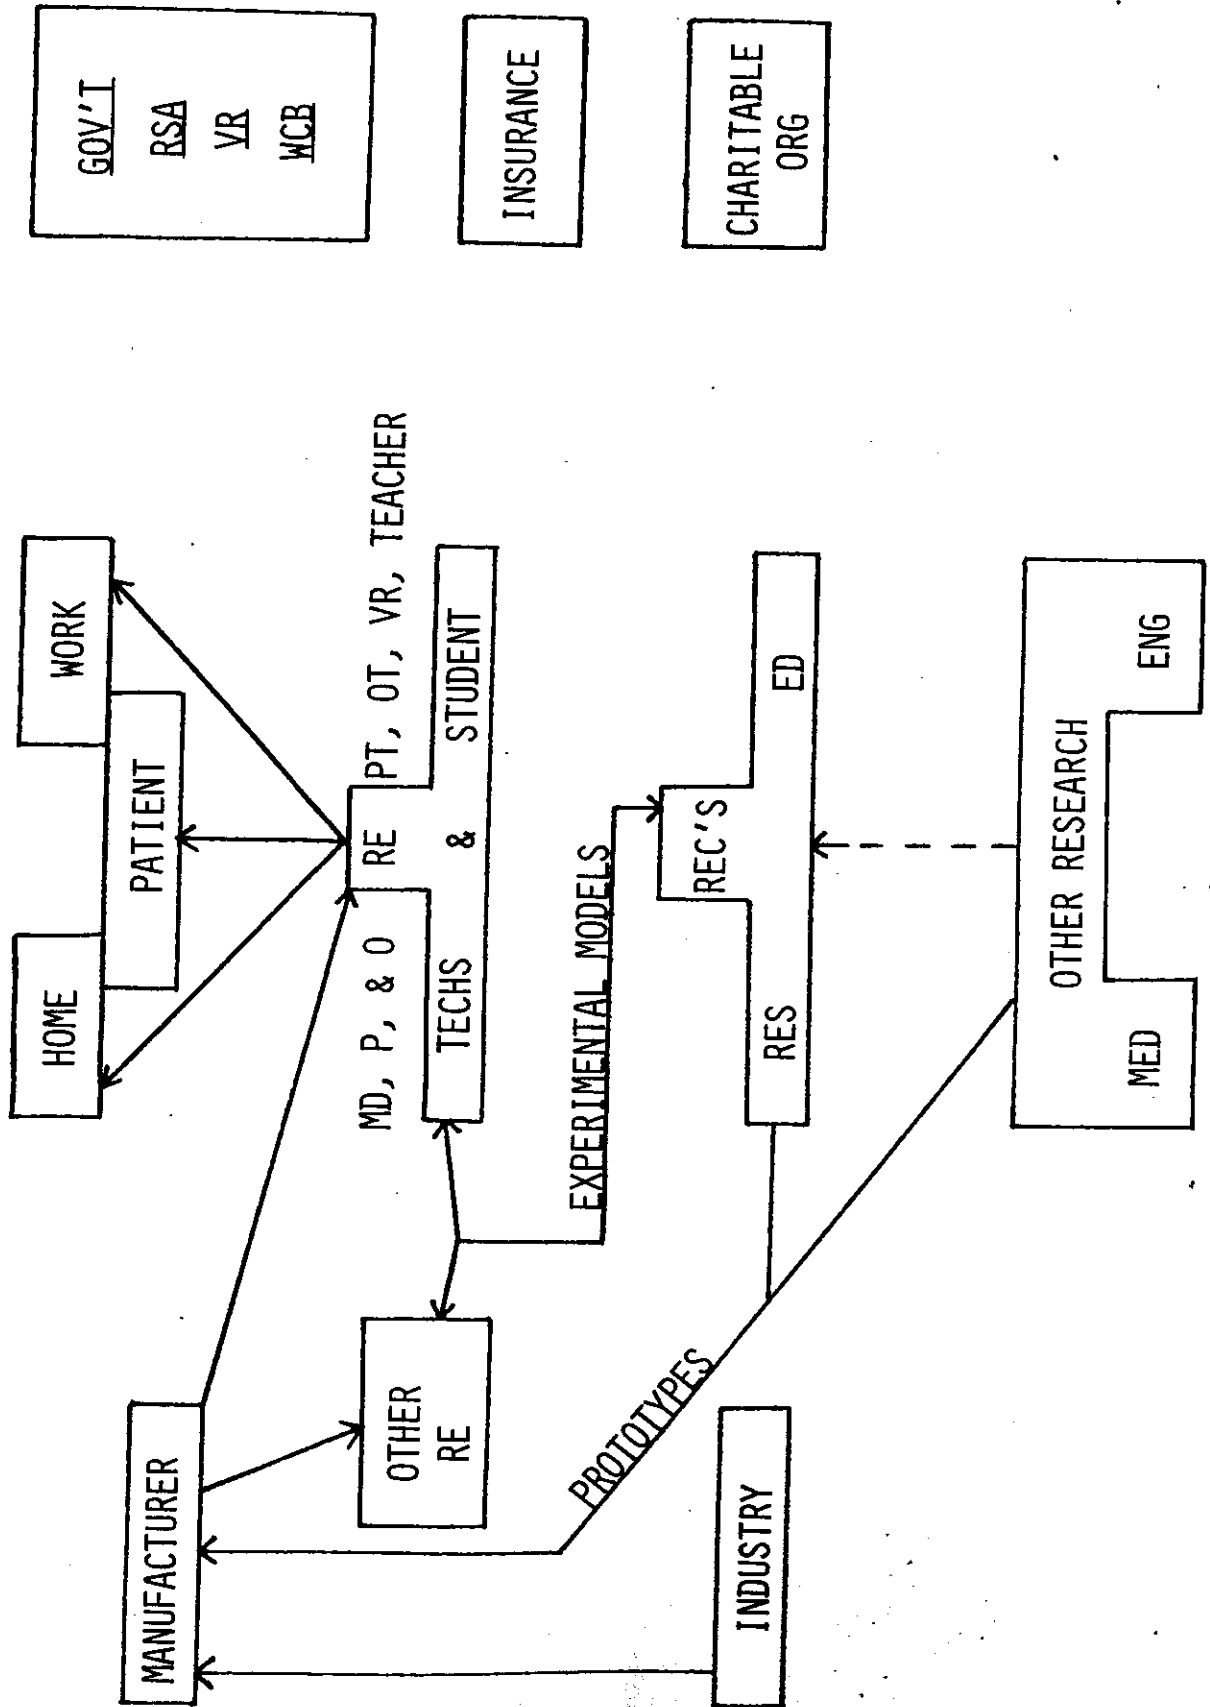 HOME
WORK
PATIENT
MANUFACTURER
GOV'T
RSA
VR
WCB
MD, P, & O
RE
PT, OT, VR, TEACHER
TECHS & STUDENT
OTHER
RE
INSURANCE
EXPERIMENTAL MODELS
PROTOTYPES
REC'S
RES
ED
INDUSTRY
CHARITABLE
ORG
OTHER RESEARCH
MED
ENG